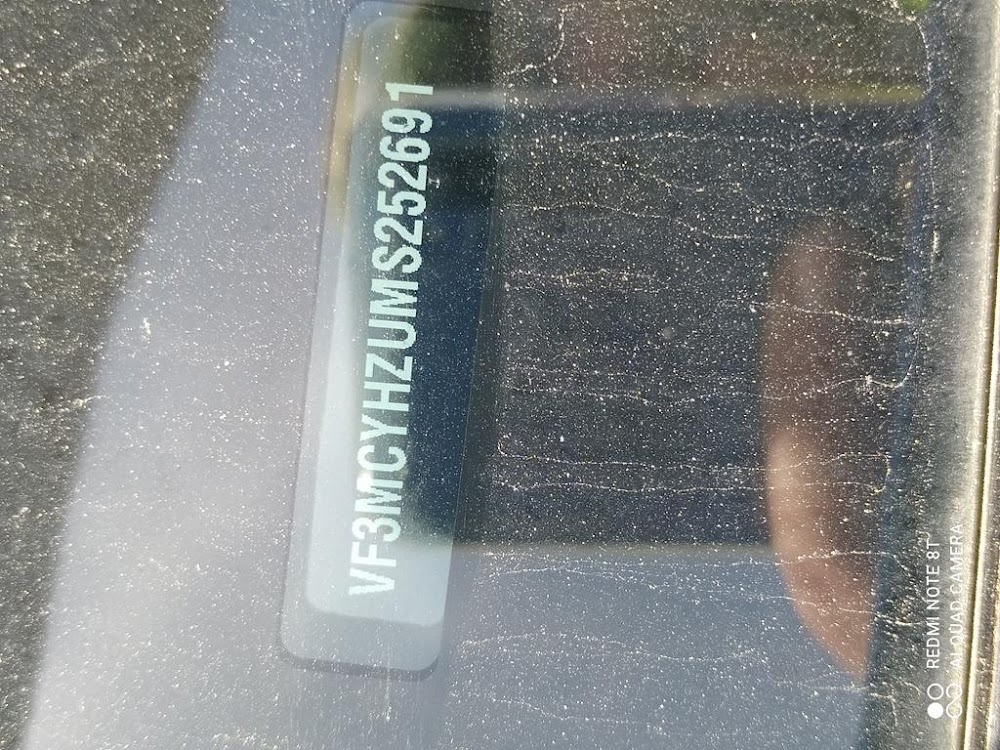 VF3MCYHZUMS252691
REDMI NOTE 8T
AI QUAD CAMERA